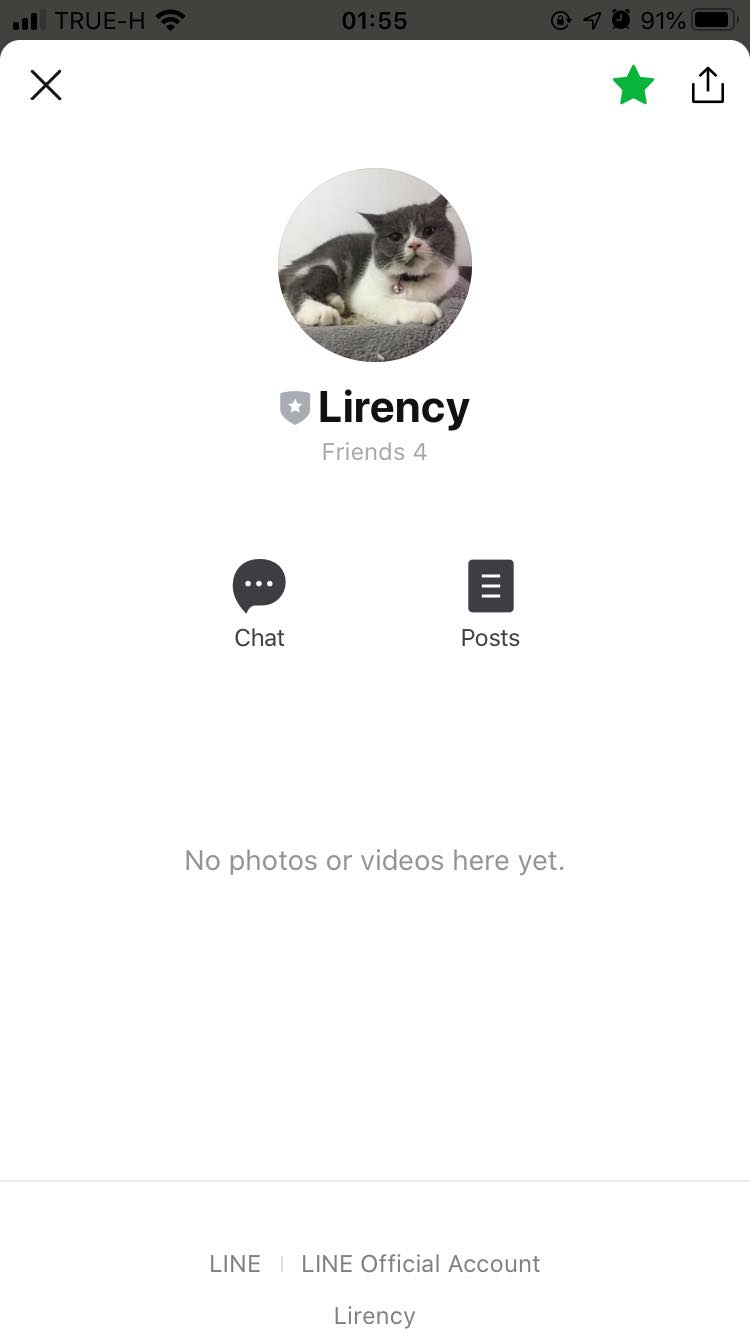 TRUE-H 01:55 91%
Lirency
Friends 4
Chat Posts
No photos or videos here yet.
LINE LINE Official Account
Lirency